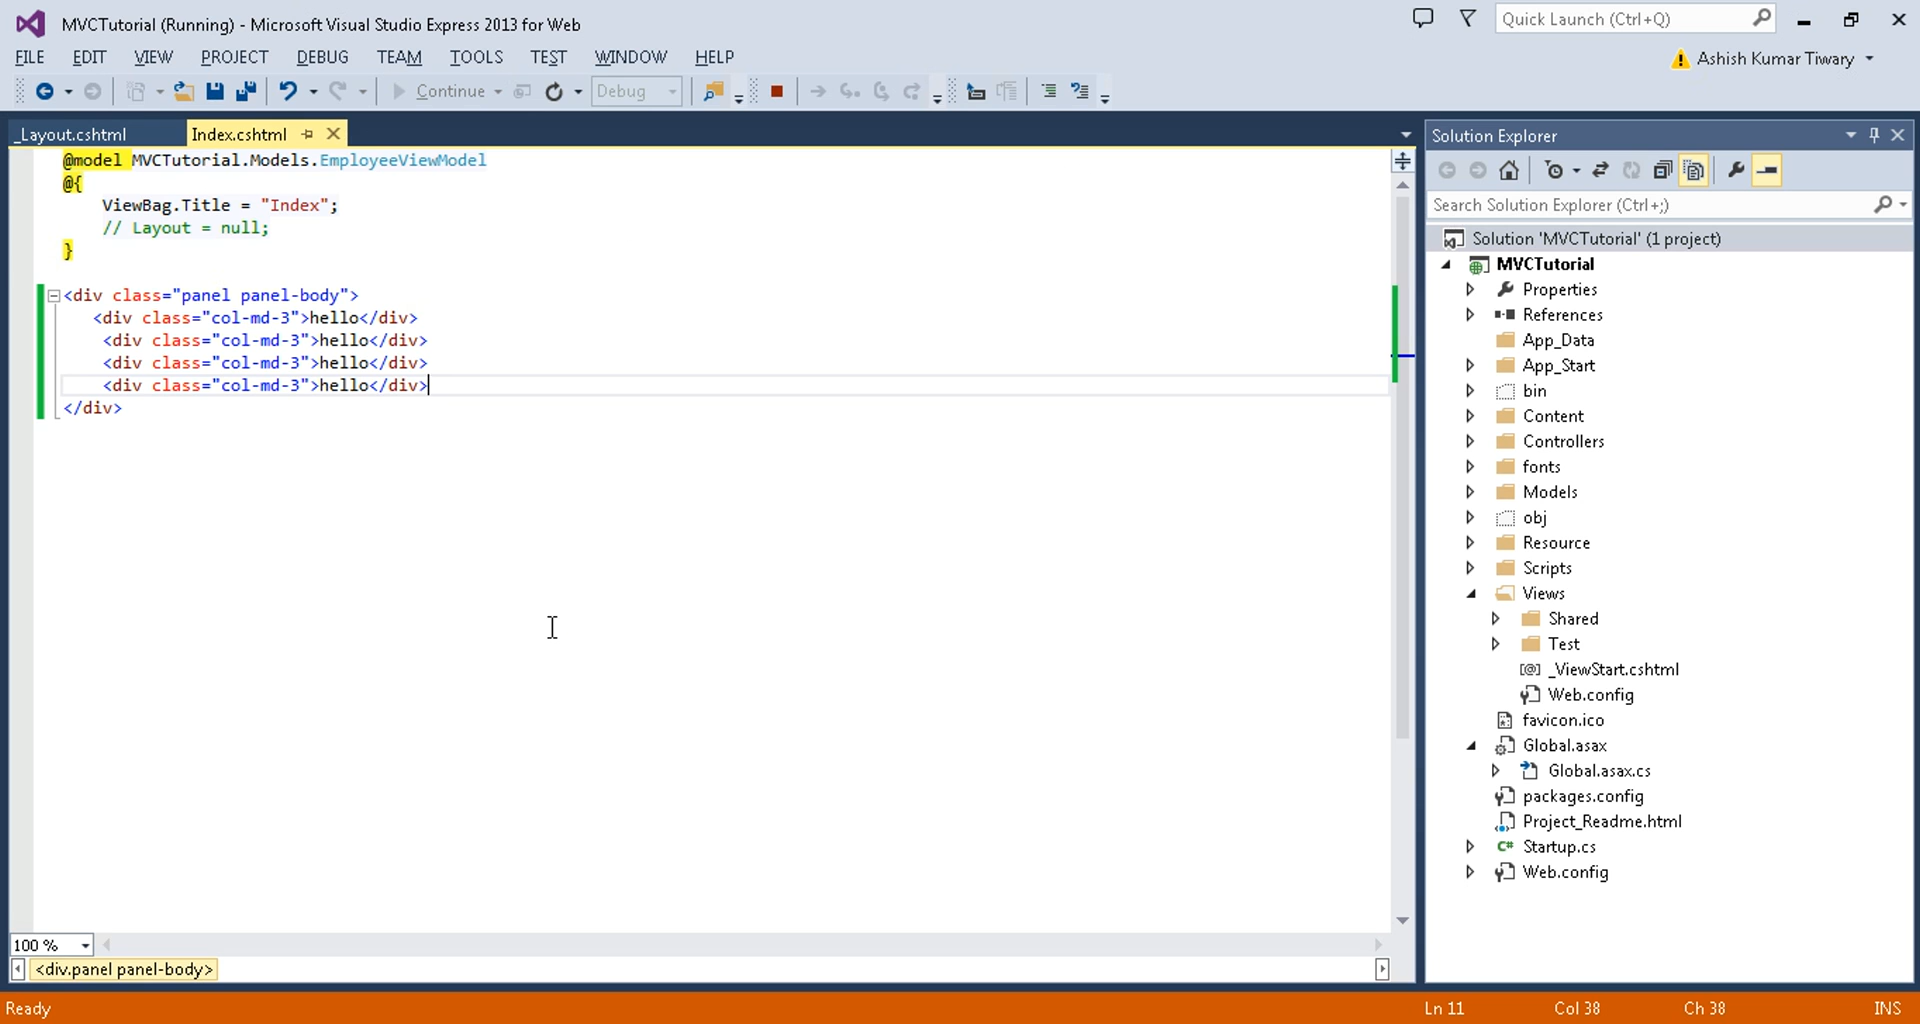 MVCTutorial (Running) - Microsoft Visual Studio Express 2013 for Web
Quick Launch (Ctrl+Q)
FILE EDIT VIEW PROJECT DEBUG TEAM TOOLS TEST WINDOW HELP
Ashish Kumar Tiwary
Continue Debug
_Layout.cshtml Index.cshtml
@model MVCTutorial.Models.EmployeeViewModel
@{
ViewBag.Title = "Index";
// Layout = null;
}
<div class="panel panel-body">
<div class="col-md-3">hello</div>
<div class="col-md-3">hello</div>
<div class="col-md-3">hello</div>
<div class="col-md-3">hello</div>
</div>
100 %
<div.panel panel-body>
Solution Explorer
Search Solution Explorer (Ctrl+;)
Solution 'MVCTutorial' (1 project)
MVCTutorial
Properties
References
App_Data
App_Start
bin
Content
Controllers
fonts
Models
obj
Resource
Scripts
Views
Shared
Test
[@] _ViewStart.cshtml
Web.config
favicon.ico
Global.asax
Global.asax.cs
packages.config
Project_Readme.html
C# Startup.cs
Web.config
Ready Ln 11 Col 38 Ch 38 INS